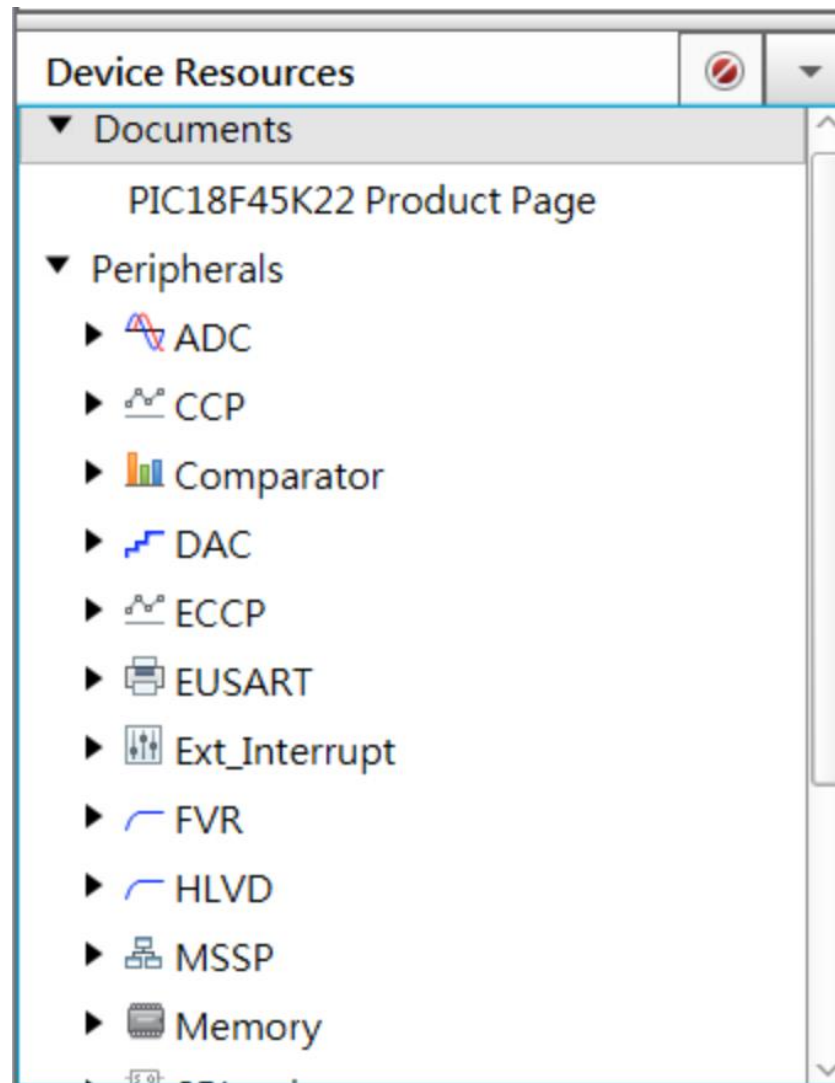 Device Resources
Documents
PIC18F45K22 Product Page
Peripherals
ADC
CCP
Comparator
DAC
ECCP
EUSART
Ext_Interrupt
FVR
HLVD
MSSP
Memory